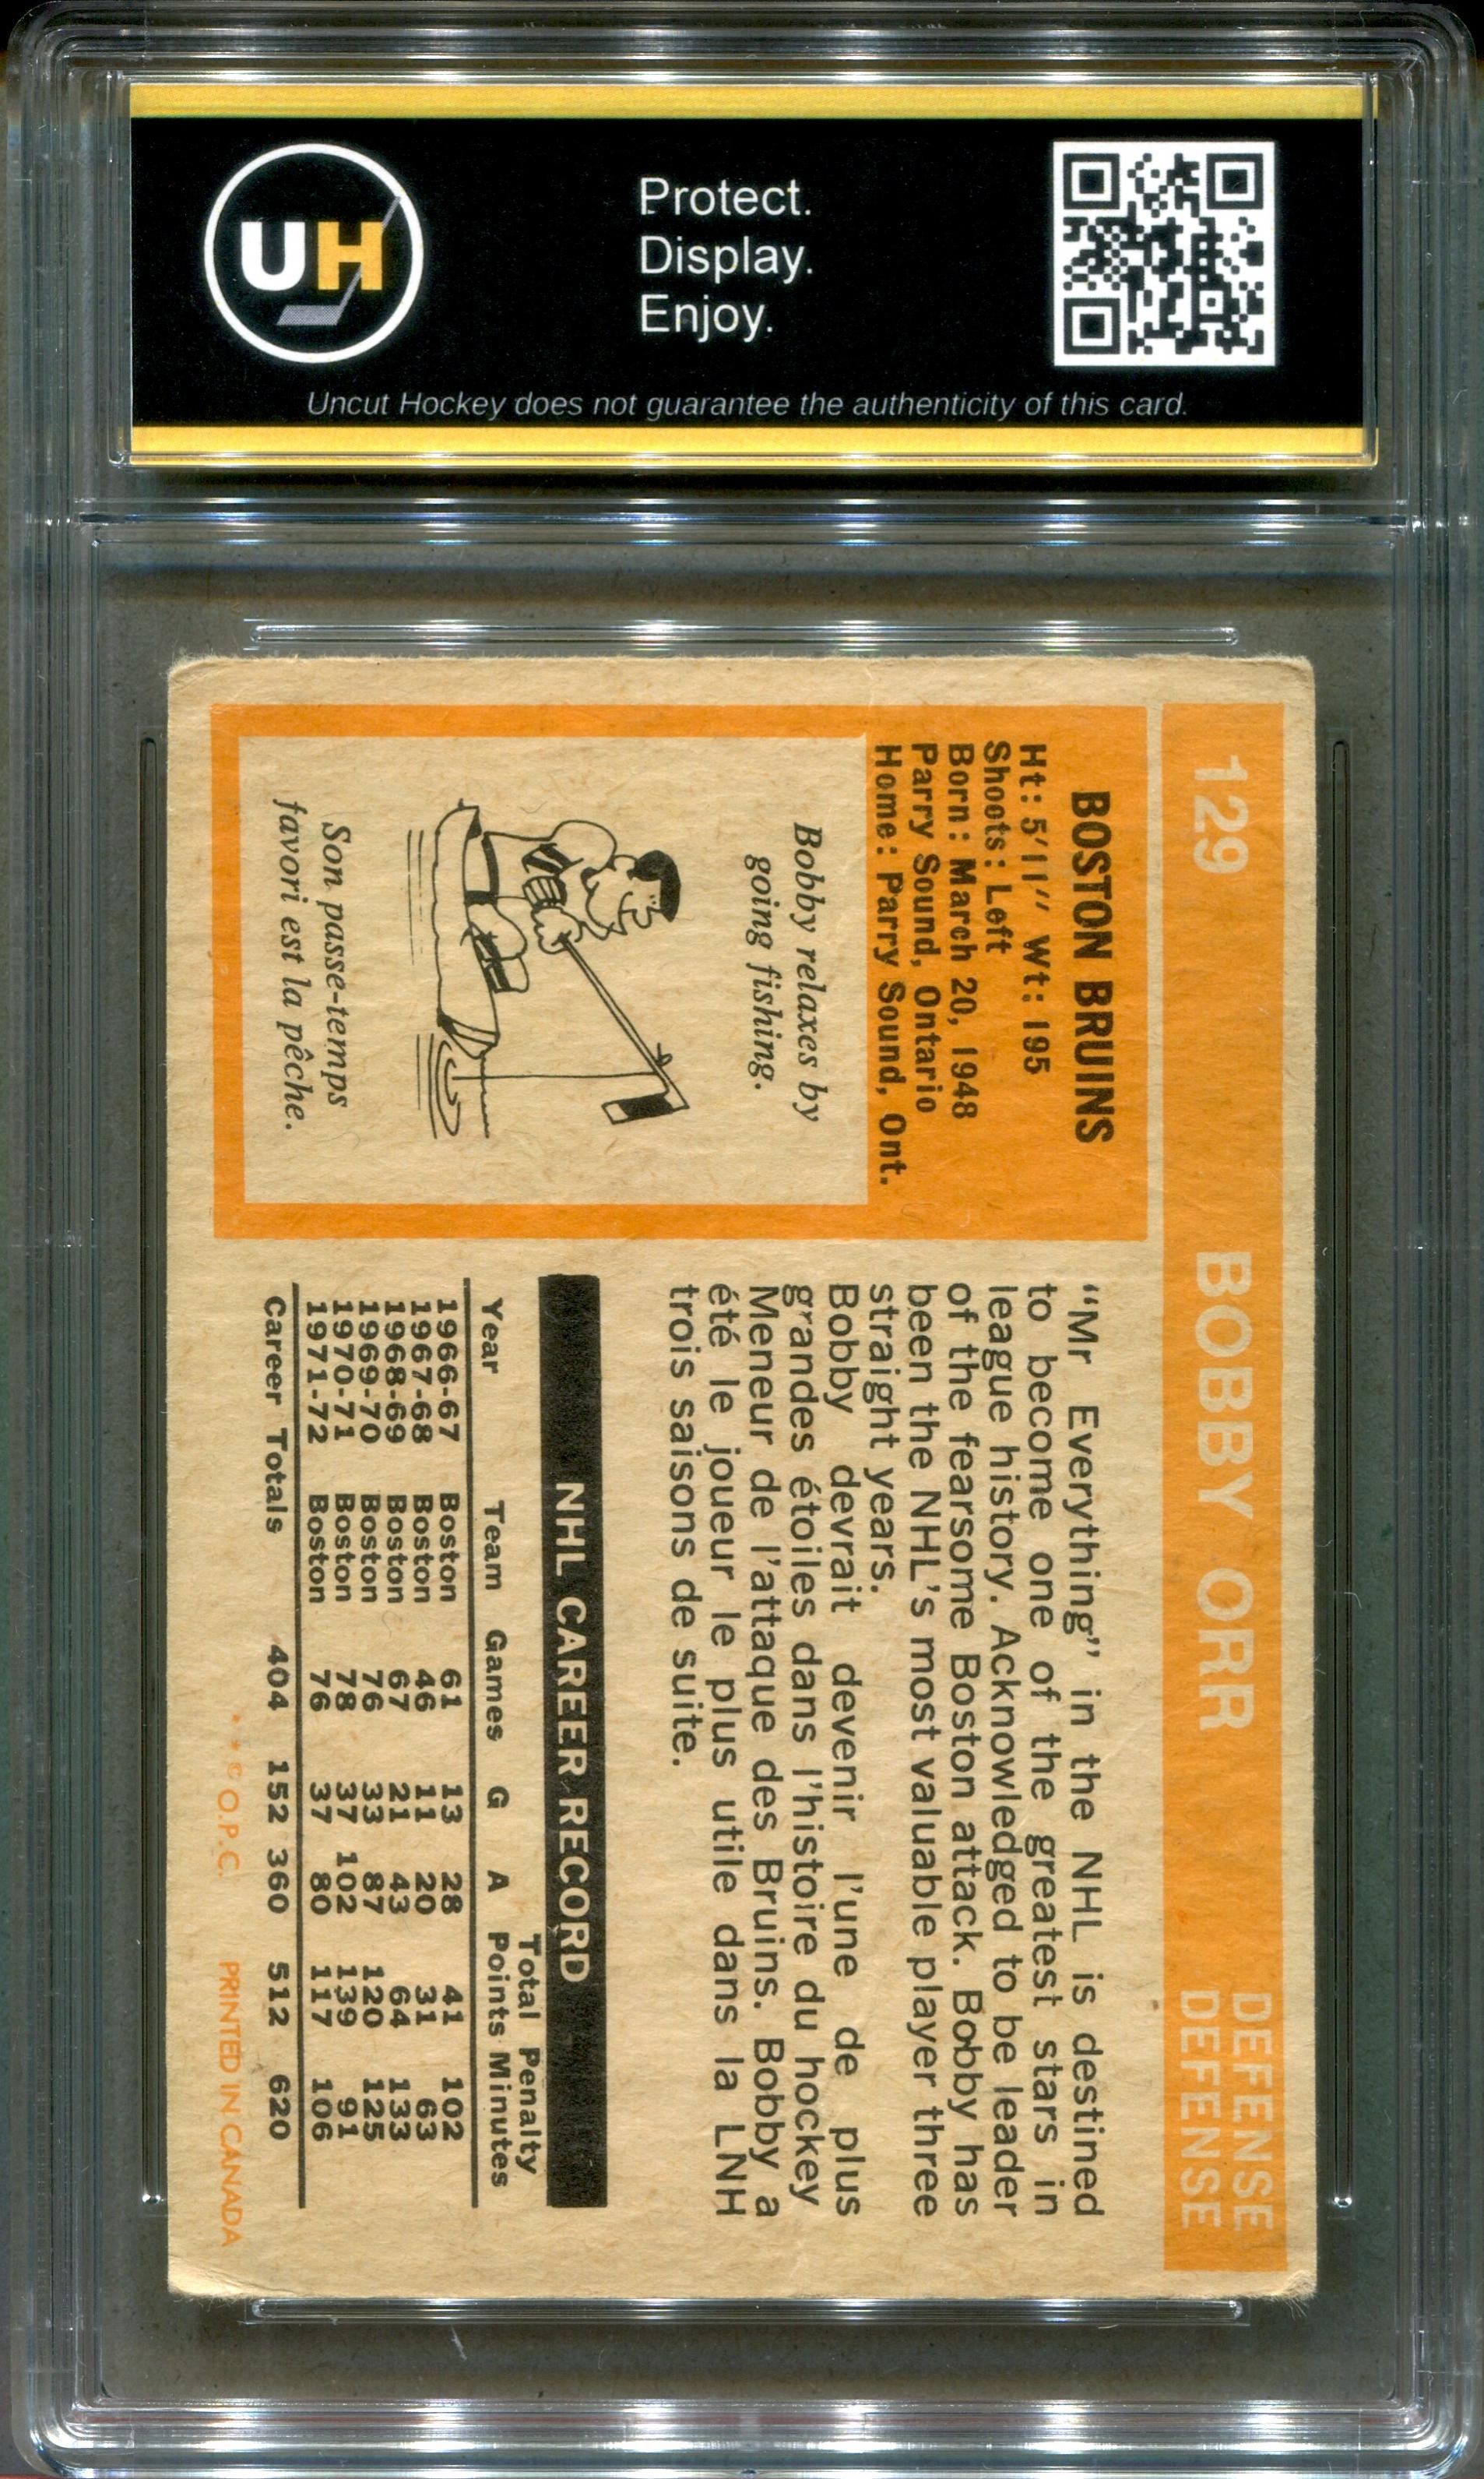 UH
Protect.
Display.
Enjoy.
Uncut Hockey does not guarantee the authenticity of this card.
129
BOBBY ORR
DEFENSE
DEFENSE
BOSTON BRUINS
Ht: 5'11" Wt: 195
Shoots: Left
Born: March 20, 1948
Parry Sound, Ontario
Home: Parry Sound, Ont.
Bobby relaxes by
going fishing.
Son passe-temps
favori est la pêche.
"Mr Everything" in the NHL is destined
to become one of the greatest stars in
league history. Acknowledged to be leader
of the fearsome Boston attack. Bobby has
been the NHL's most valuable player three
straight years.
Bobby devrait devenir l'une de plus
grandes étoiles dans l'histoire du hockey
Meneur de l'attaque des Bruins. Bobby a
été le joueur le plus utile dans la LNH
trois saisons de suite.
NHL CAREER RECORD
Total Penalty
Year Team Games G A Points Minutes
1966-67 Boston 61 13 28 41 102
1967-68 Boston 46 11 20 31 63
1968-69 Boston 67 21 43 64 133
1969-70 Boston 76 33 87 120 125
1970-71 Boston 78 37 102 139 91
1971-72 Boston 76 37 80 117 106
Career Totals 404 152 360 512 620
* * © O.P.C. PRINTED IN CANADA